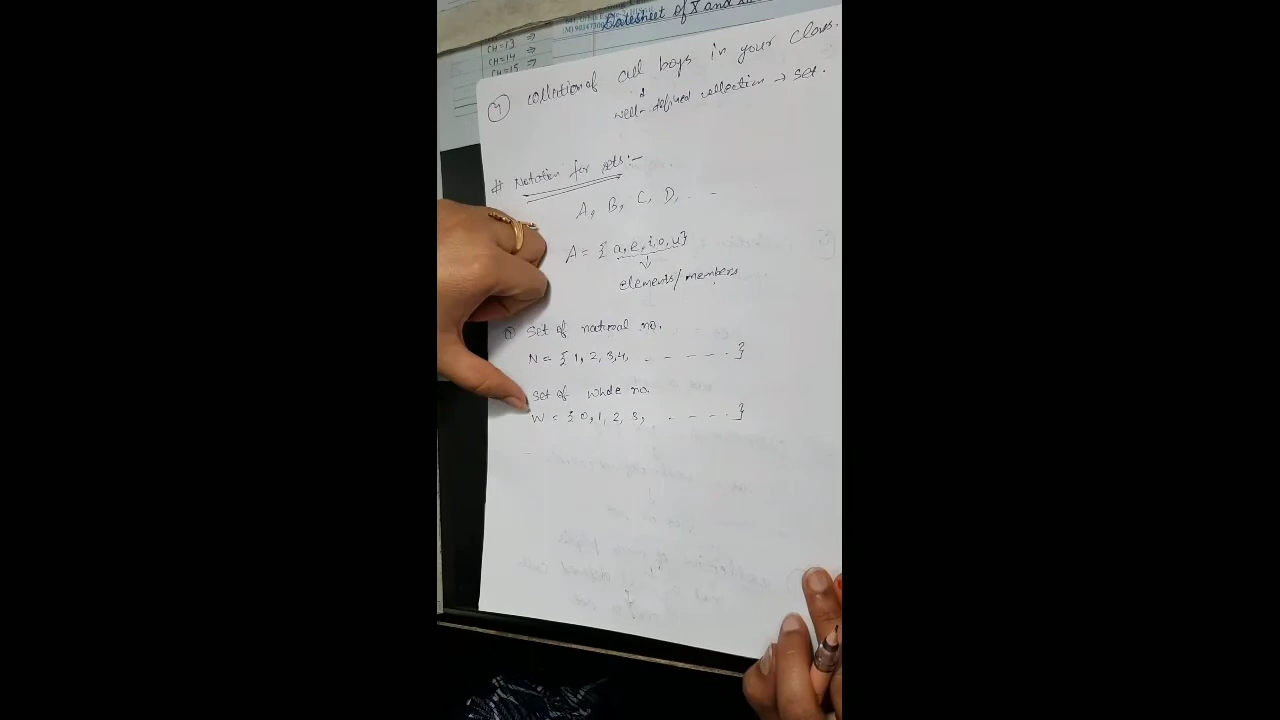 Datesheet of X and
CH=13 ⇒
CH=14 ⇒
CH=15 ⇒
7 collection of all boys in your class.
↓
well-defined collection → set.
# Notation for sets:-
A, B, C, D, . . -
A = { a, e, i, o, u}
↓
elements/members
① set of natural no.
N = { 1, 2, 3, 4, . - - - - . }
set of whole no.
W = { 0, 1, 2, 3, . - - - . }